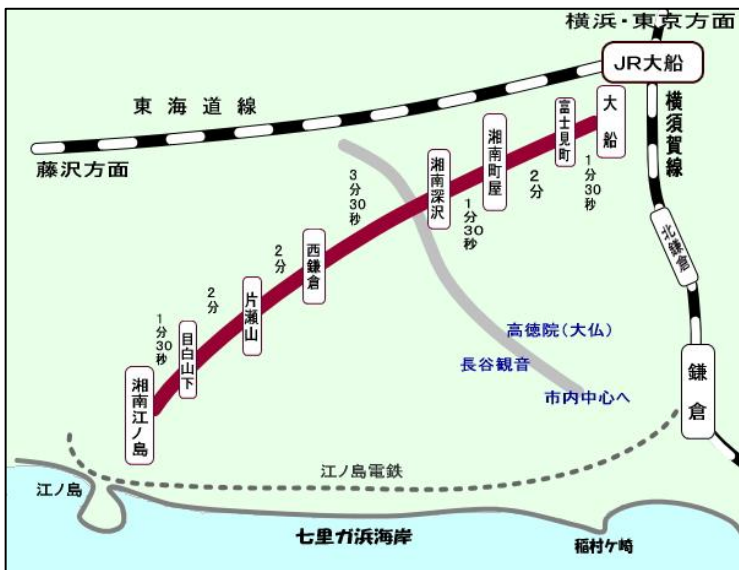 横浜・東京方面
JR大船
東海道線
藤沢方面
横須賀線
大船
1分30秒
富士見町
2分
湘南町屋
1分30秒
湘南深沢
3分30秒
西鎌倉
2分
片瀬山
2分
目白山下
1分30秒
湘南江ノ島
北鎌倉
鎌倉
高徳院(大仏)
長谷観音
市内中心へ
江ノ島電鉄
江ノ島
七里ガ浜海岸
稲村ケ崎